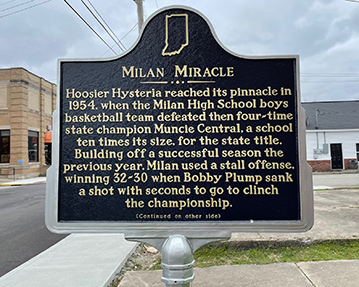 MILAN MIRACLE
Hoosier Hysteria reached its pinnacle in
1954, when the Milan High School boys
basketball team defeated then four-time
state champion Muncie Central, a school
ten times its size, for the state title.
Building off a successful season the
previous year, Milan used a stall offense,
winning 32-30 when Bobby Plump sank
a shot with seconds to go to clinch
the championship.
(Continued on other side)